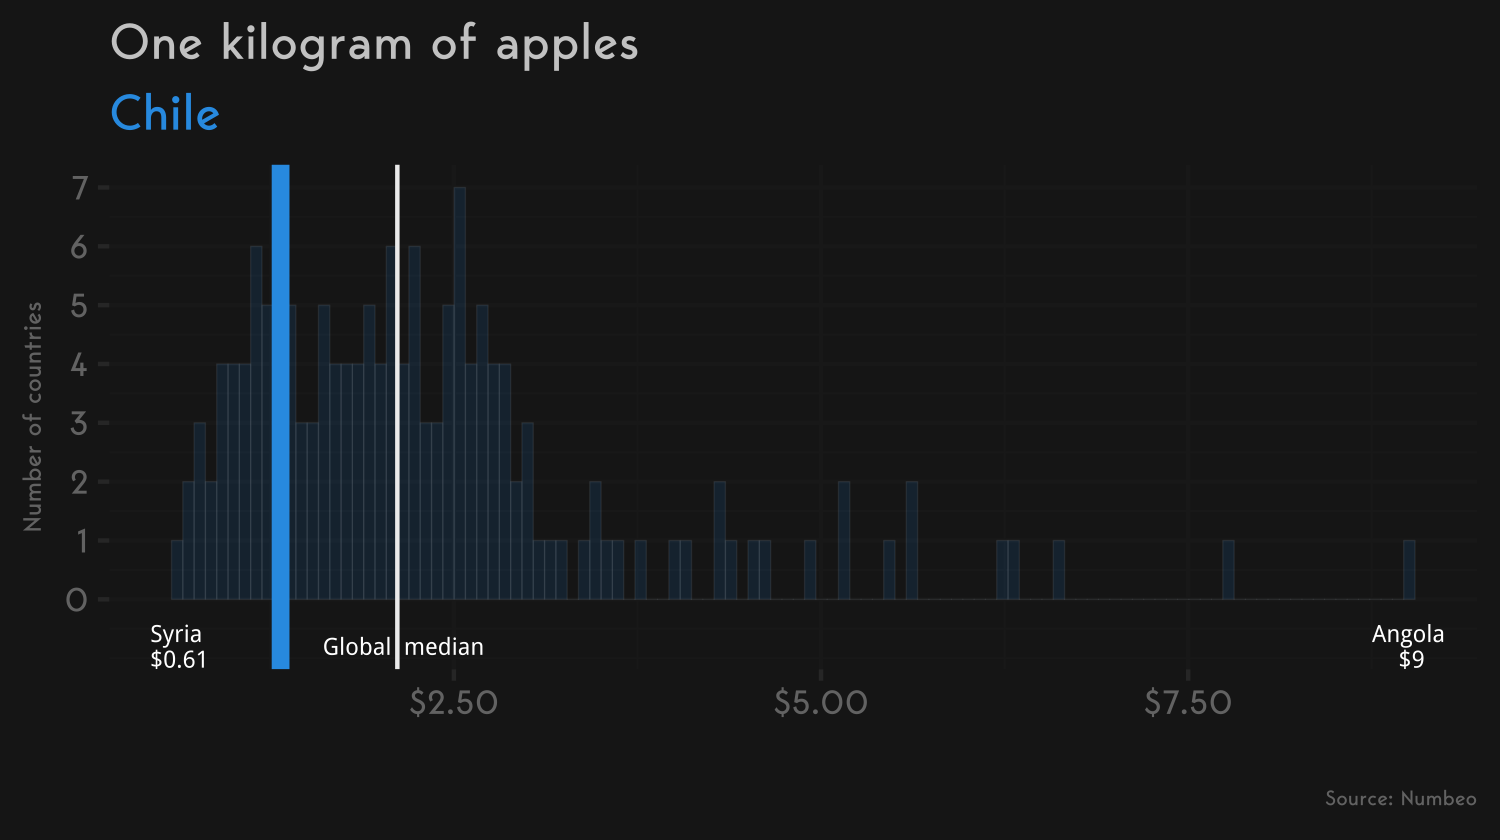 One kilogram of apples
Chile
Number of countries
7
6
5
4
3
2
1
0
Syria
$0.61
Global median
Angola
$9
$2.50
$5.00
$7.50
Source: Numbeo